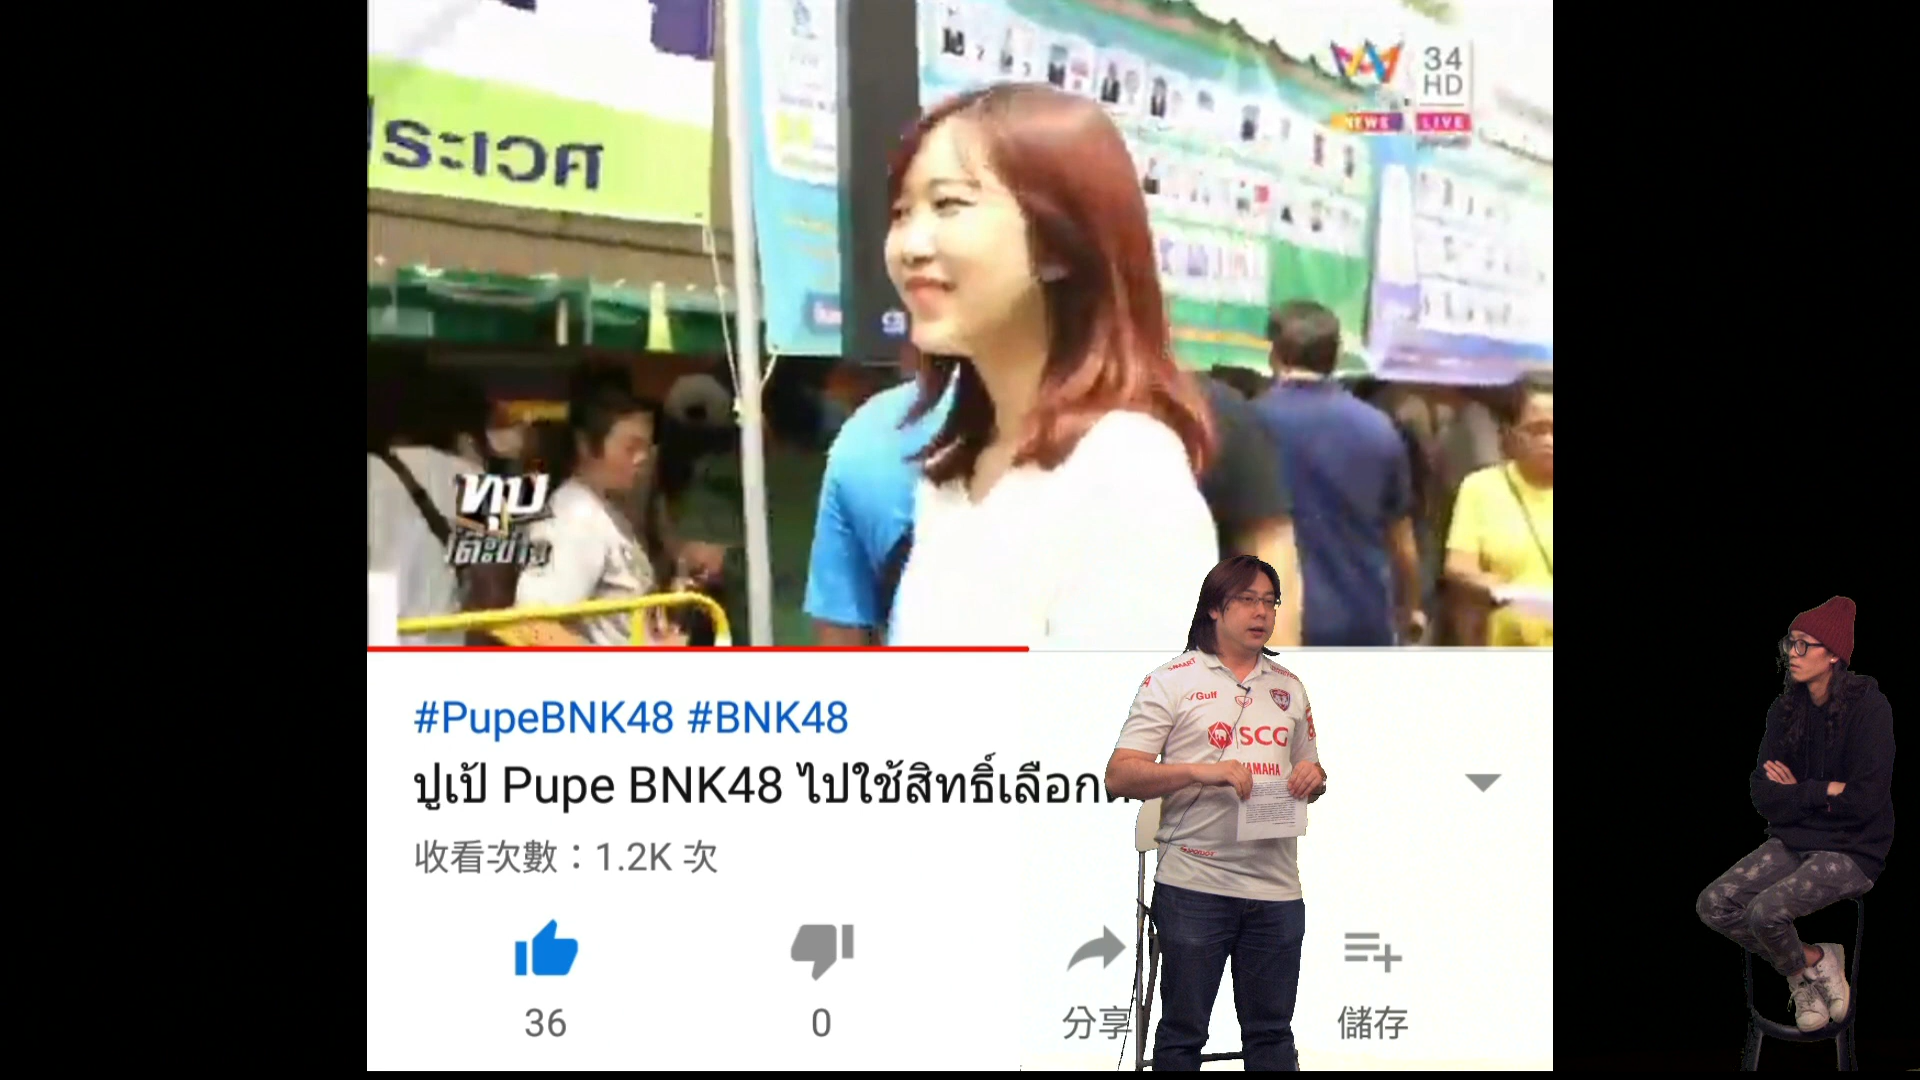 ประเวศ
34
HD
NEWS LIVE
ทุบ
โต๊ะข่าว
#PupeBNK48 #BNK48
ปูเป้ Pupe BNK48 ไปใช้สิทธิ์เลือก
收看次數：1.2K 次
36
0
分享
儲存
SMART
Gulf
SCG
YAMAHA